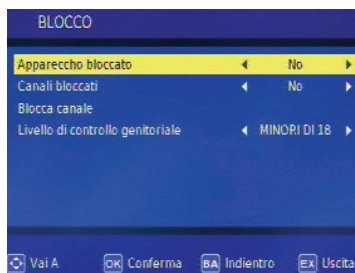 BLOCCO
Apparecchio bloccato No
Canali bloccati No
Blocca canale
Livello di controllo genitoriale MINORI DI 18
Vai A OK Conferma BA Indientro EX Uscita